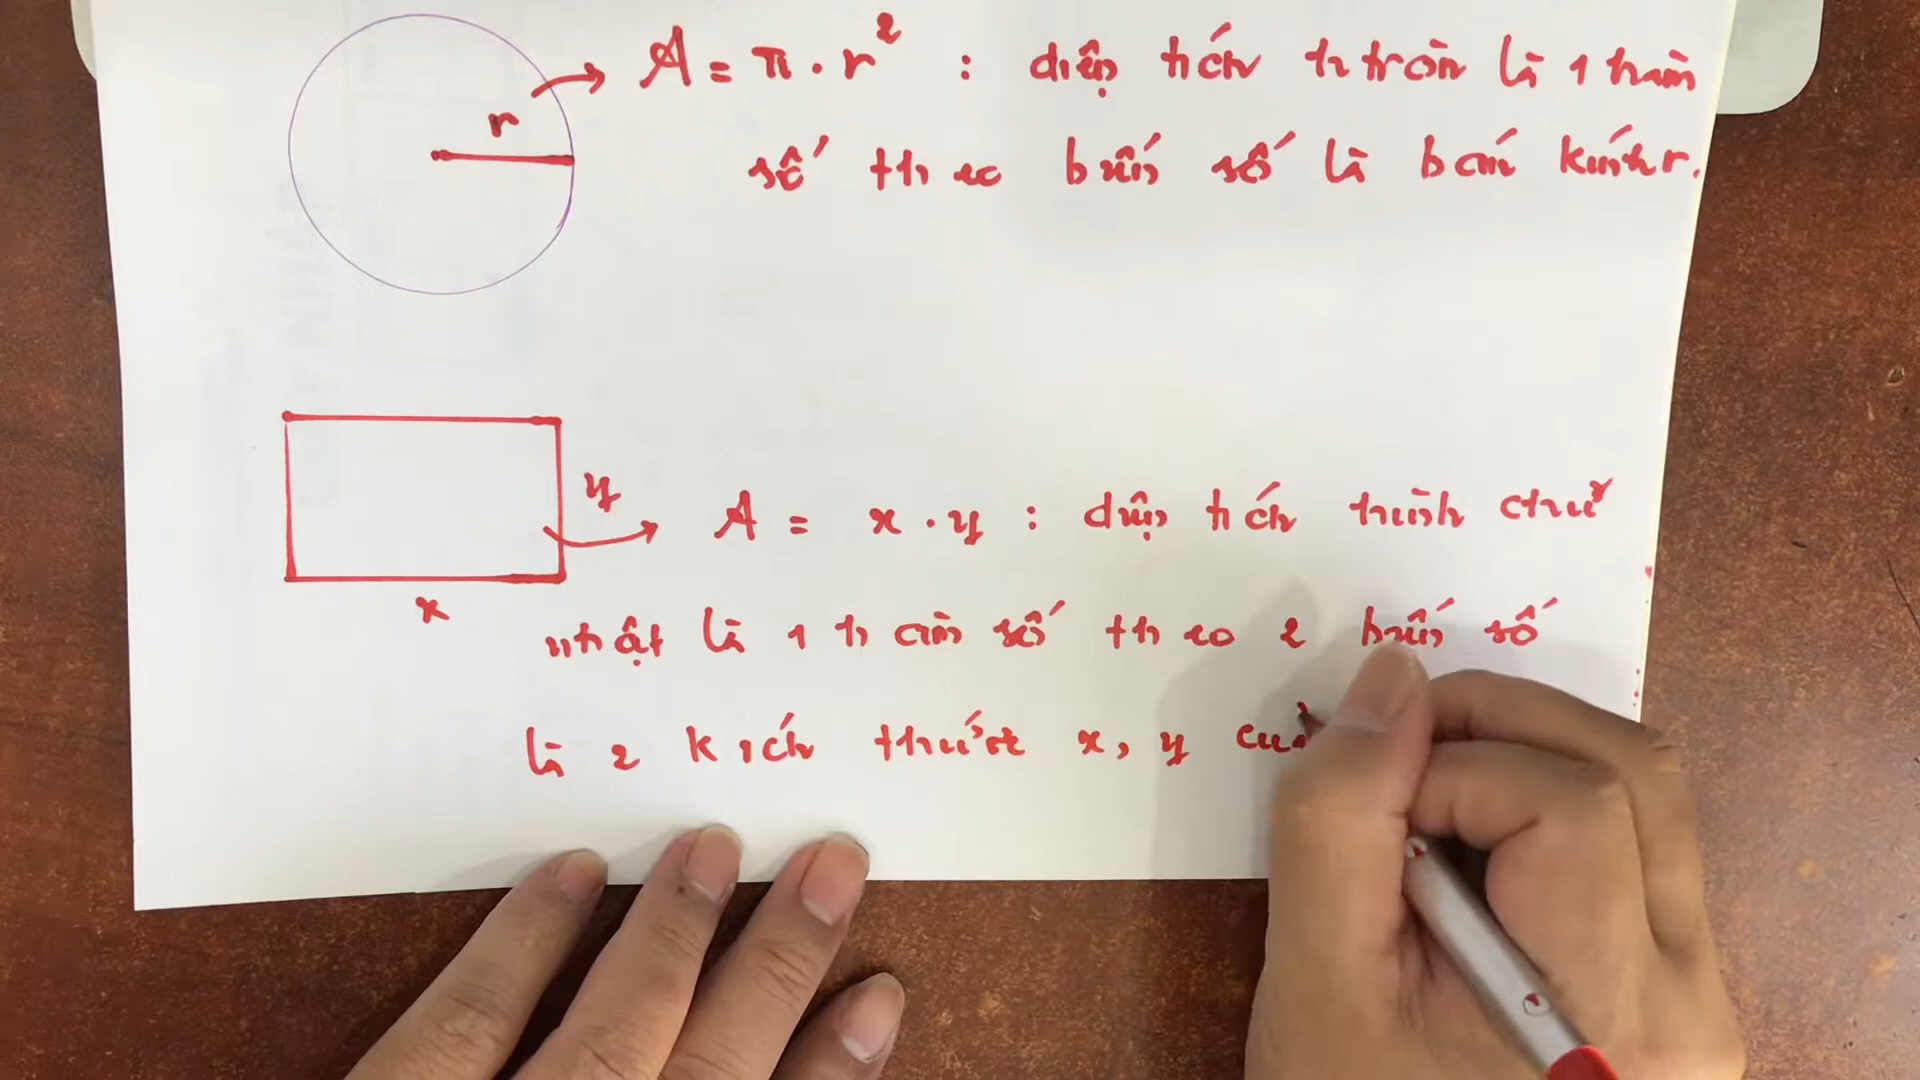 r
A = π . r² : diện tích h tròn là 1 hàm
số theo biến số là bán kính r.
y
A = x . y : diện tích hình chữ
x
nhật là 1 hàm số theo 2 biến số
là 2 kích thước x, y của